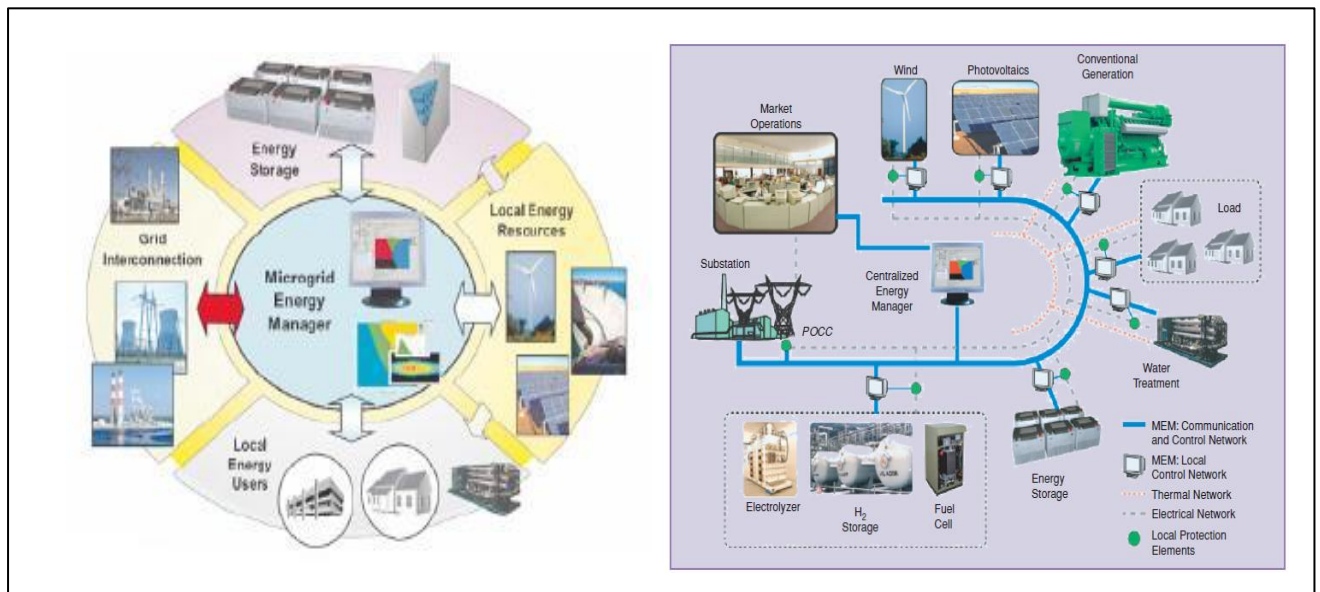 Energy
Storage
Grid
Interconnection
Local Energy
Resources
Microgrid
Energy
Manager
Local
Energy
Users
Wind
Photovoltaics
Conventional
Generation
Market
Operations
Load
Substation
Centralized
Energy
Manager
POCC
Water
Treatment
Electrolyzer
H2
Storage
Fuel
Cell
Energy
Storage
MEM: Communication
and Control Network
MEM: Local
Control Network
Thermal Network
Electrical Network
Local Protection
Elements